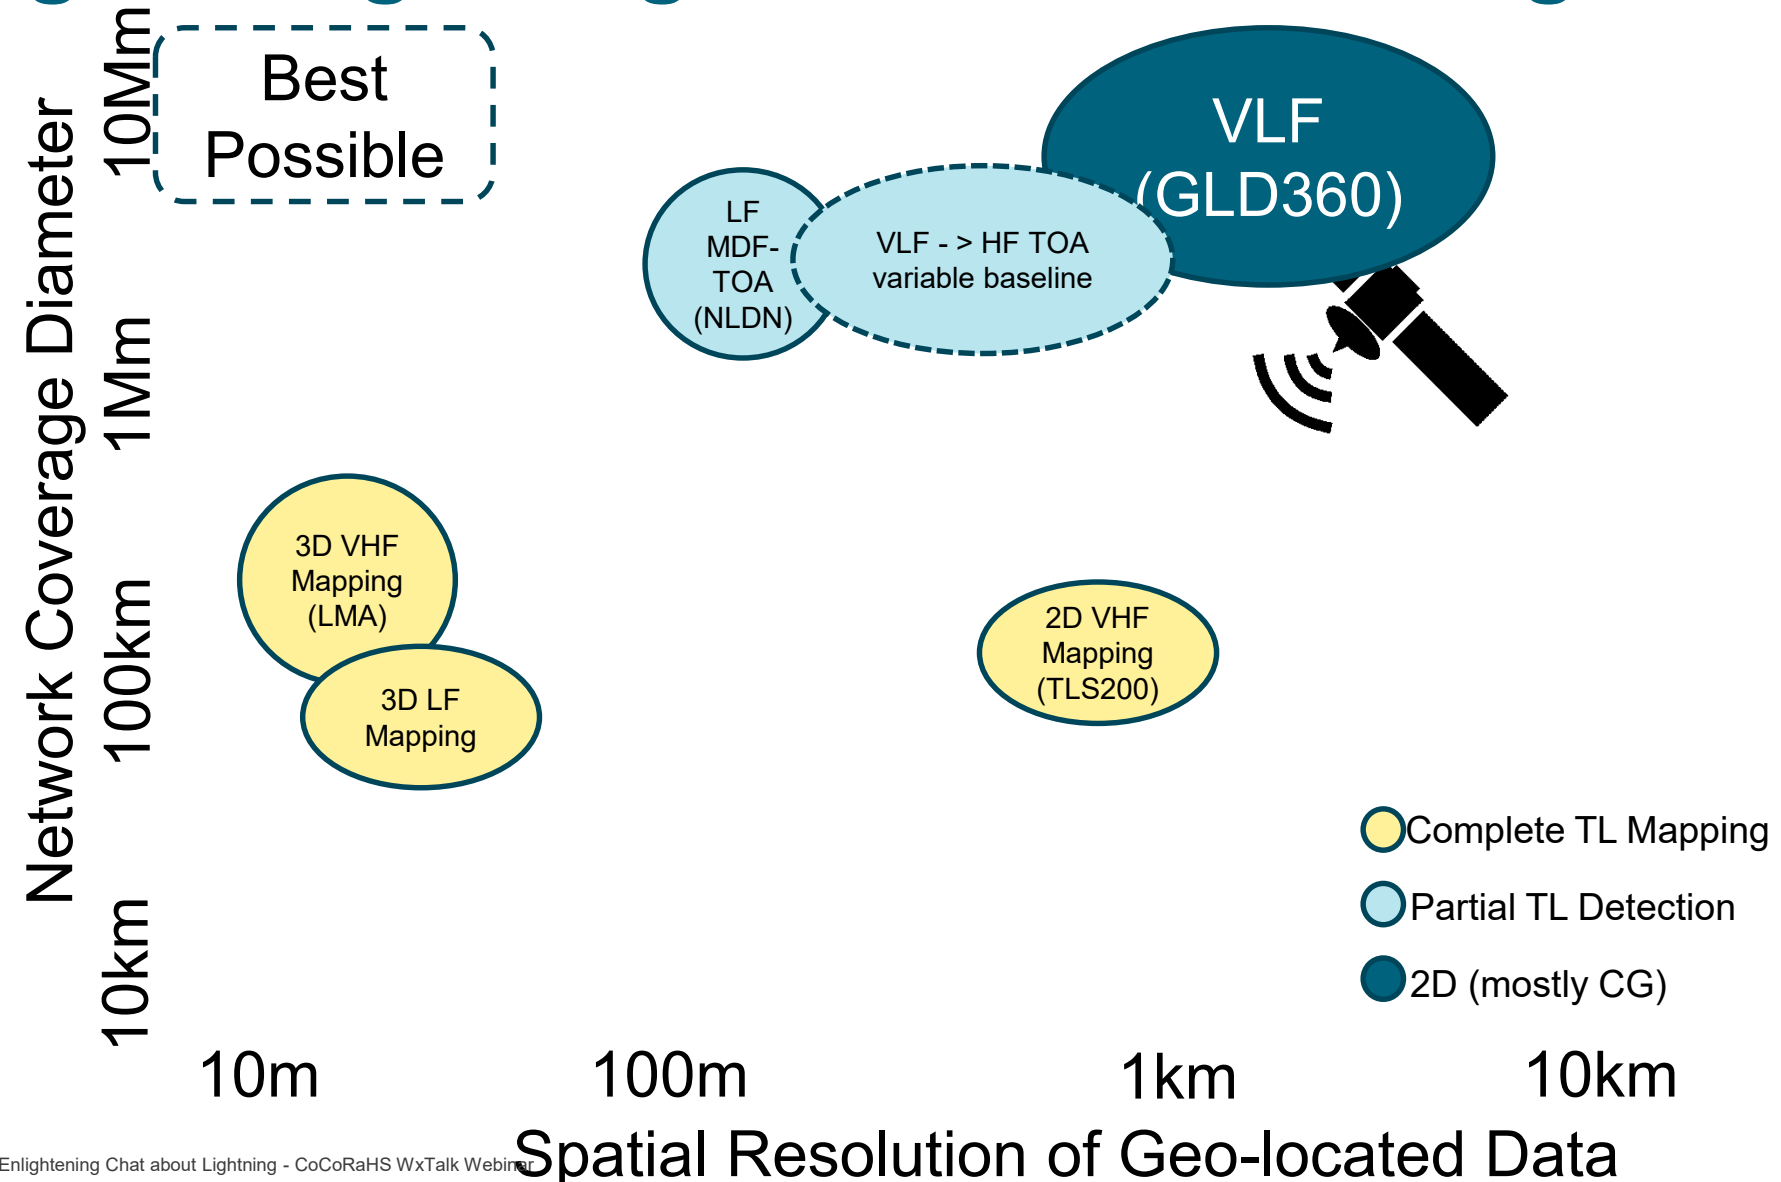 Best
Possible
VLF
(GLD360)
LF
MDF-
TOA
(NLDN)
VLF - > HF TOA
variable baseline
3D VHF
Mapping
(LMA)
3D LF
Mapping
2D VHF
Mapping
(TLS200)
Complete TL Mapping
Partial TL Detection
2D (mostly CG)
Network Coverage Diameter
10Mm
1Mm
100km
10km
10m
100m
1km
10km
Spatial Resolution of Geo-located Data
Enlightening Chat about Lightning - CoCoRaHS WxTalk Webinar